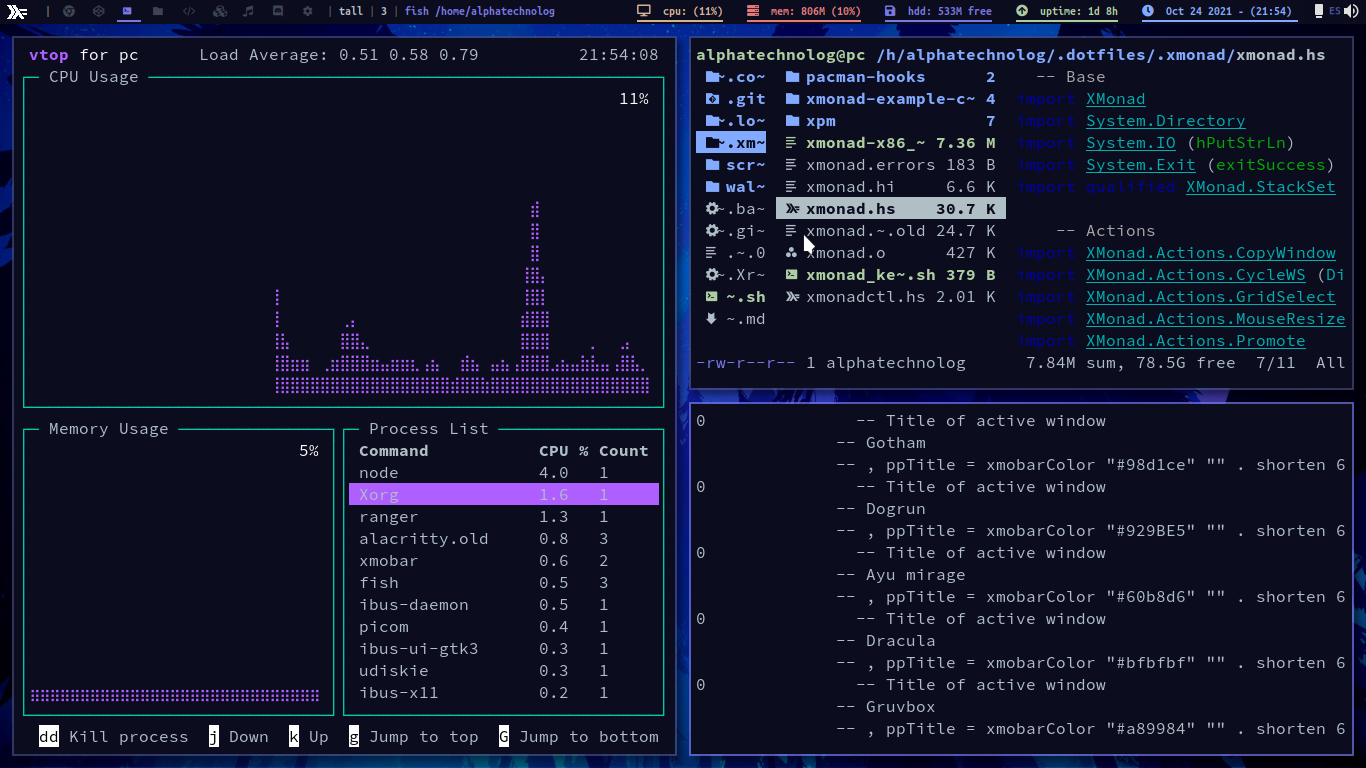 | | tall | 3 | fish /home/alphatechnolog
cpu: (11%) mem: 806M (10%) hdd: 533M free uptime: 1d 8h Oct 24 2021 - (21:54) ES
vtop for pc Load Average: 0.51 0.58 0.79 21:54:08
CPU Usage
11%
Memory Usage
5%
Process List
Command CPU % Count
node 4.0 1
Xorg 1.6 1
ranger 1.3 1
alacritty.old 0.8 3
xmobar 0.6 2
fish 0.5 3
ibus-daemon 0.5 1
picom 0.4 1
ibus-ui-gtk3 0.3 1
udiskie 0.3 1
ibus-x11 0.2 1
dd Kill process j Down k Up g Jump to top G Jump to bottom
alphatechnolog@pc /h/alphatechnolog/.dotfiles/.xmonad/xmonad.hs
~.co~ pacman-hooks 2 -- Base
.git xmonad-example-c~ 4 import XMonad
~.lo~ xpm 7 import System.Directory
~.xm~ xmonad-x86_~ 7.36 M import System.IO (hPutStrLn)
scr~ xmonad.errors 183 B import System.Exit (exitSuccess)
wal~ xmonad.hi 6.6 K import qualified XMonad.StackSet
~.ba~ xmonad.hs 30.7 K
~.gi~ xmonad.~.old 24.7 K -- Actions
.~.0 xmonad.o 427 K import XMonad.Actions.CopyWindow
~.Xr~ xmonad_ke~.sh 379 B import XMonad.Actions.CycleWS (Di
~.sh xmonadctl.hs 2.01 K import XMonad.Actions.GridSelect
~.md import XMonad.Actions.MouseResize
import XMonad.Actions.Promote
-rw-r--r-- 1 alphatechnolog 7.84M sum, 78.5G free 7/11 All
0 -- Title of active window
-- Gotham
-- , ppTitle = xmobarColor "#98d1ce" "" . shorten 6
0 -- Title of active window
-- Dogrun
-- , ppTitle = xmobarColor "#929BE5" "" . shorten 6
0 -- Title of active window
-- Ayu mirage
-- , ppTitle = xmobarColor "#60b8d6" "" . shorten 6
0 -- Title of active window
-- Dracula
-- , ppTitle = xmobarColor "#bfbfbf" "" . shorten 6
0 -- Title of active window
-- Gruvbox
-- , ppTitle = xmobarColor "#a89984" "" . shorten 6